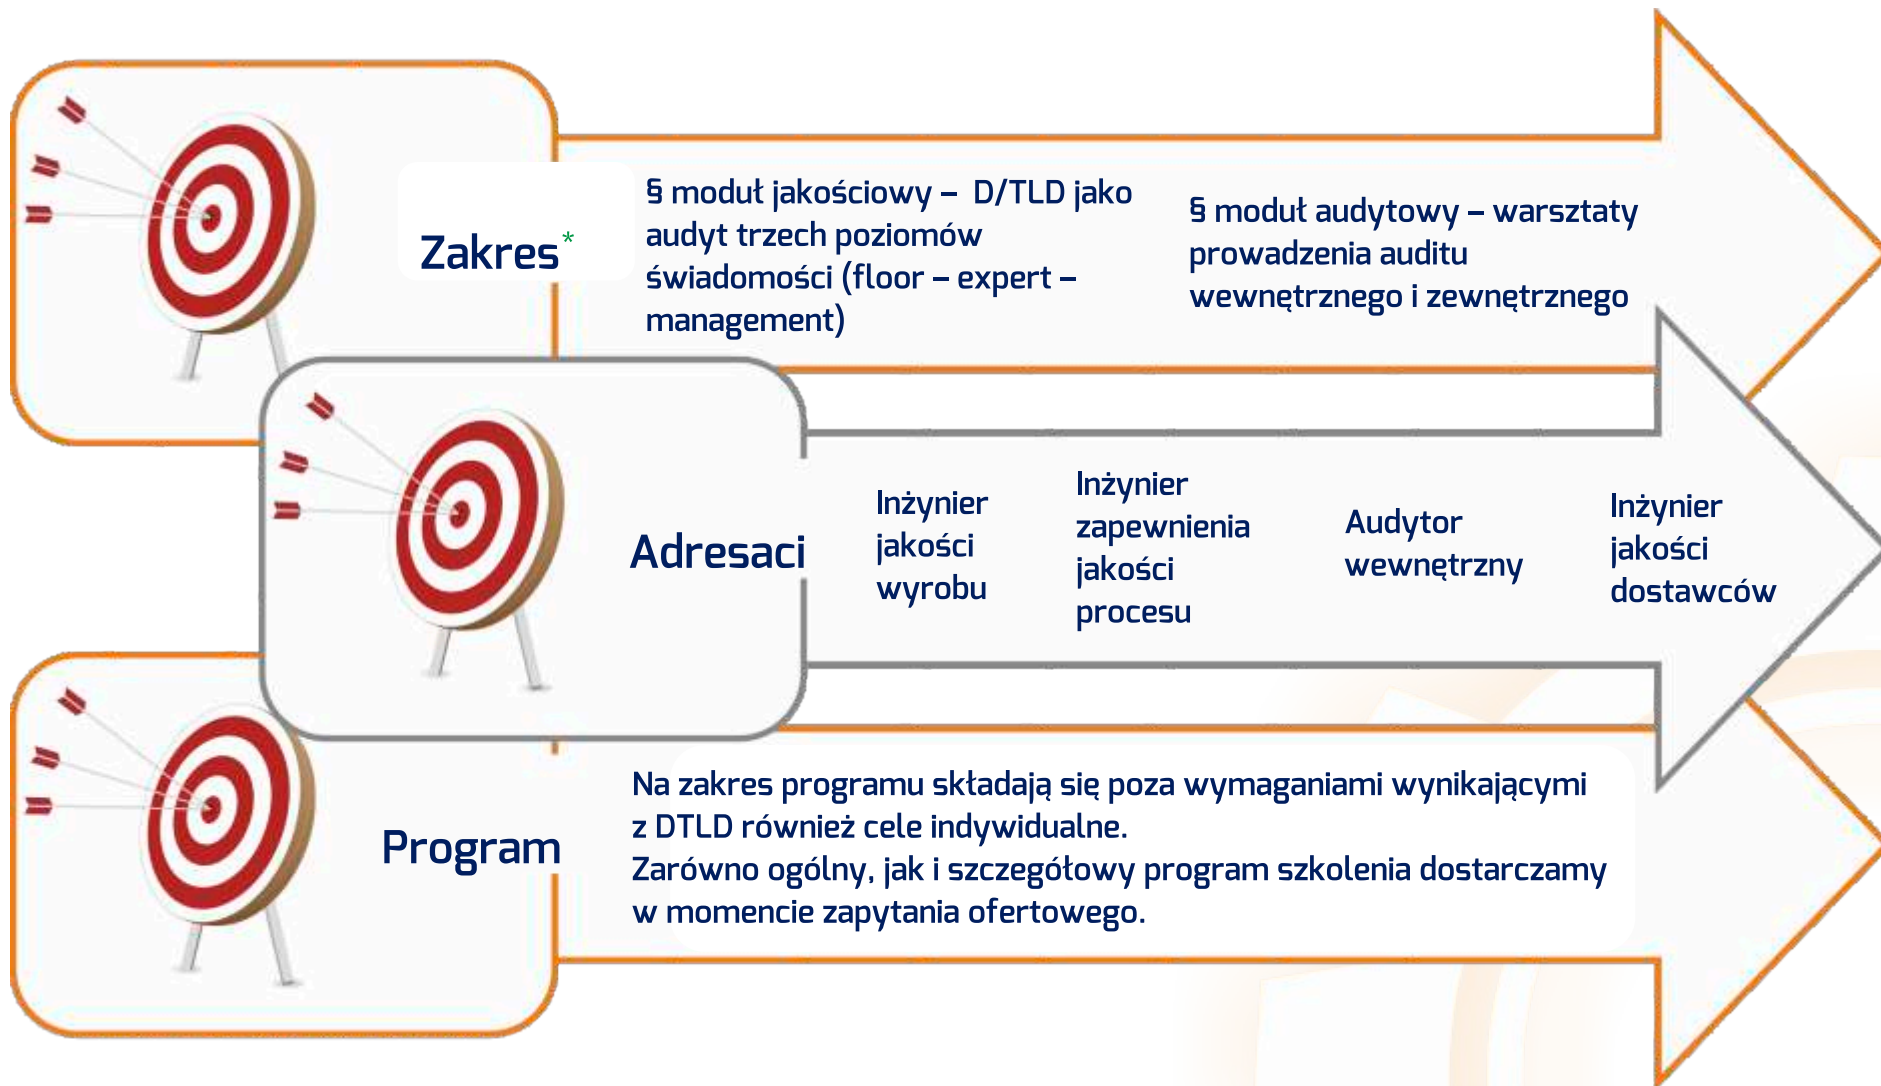 Zakres*
§ moduł jakościowy – D/TLD jako
audyt trzech poziomów
świadomości (floor – expert –
management)
§ moduł audytowy – warsztaty
prowadzenia auditu
wewnętrznego i zewnętrznego
Adresaci
Inżynier
jakości
wyrobu
Inżynier
zapewnienia
jakości
procesu
Audytor
wewnętrzny
Inżynier
jakości
dostawców
Program
Na zakres programu składają się poza wymaganiami wynikającymi
z DTLD również cele indywidualne.
Zarówno ogólny, jak i szczegółowy program szkolenia dostarczamy
w momencie zapytania ofertowego.